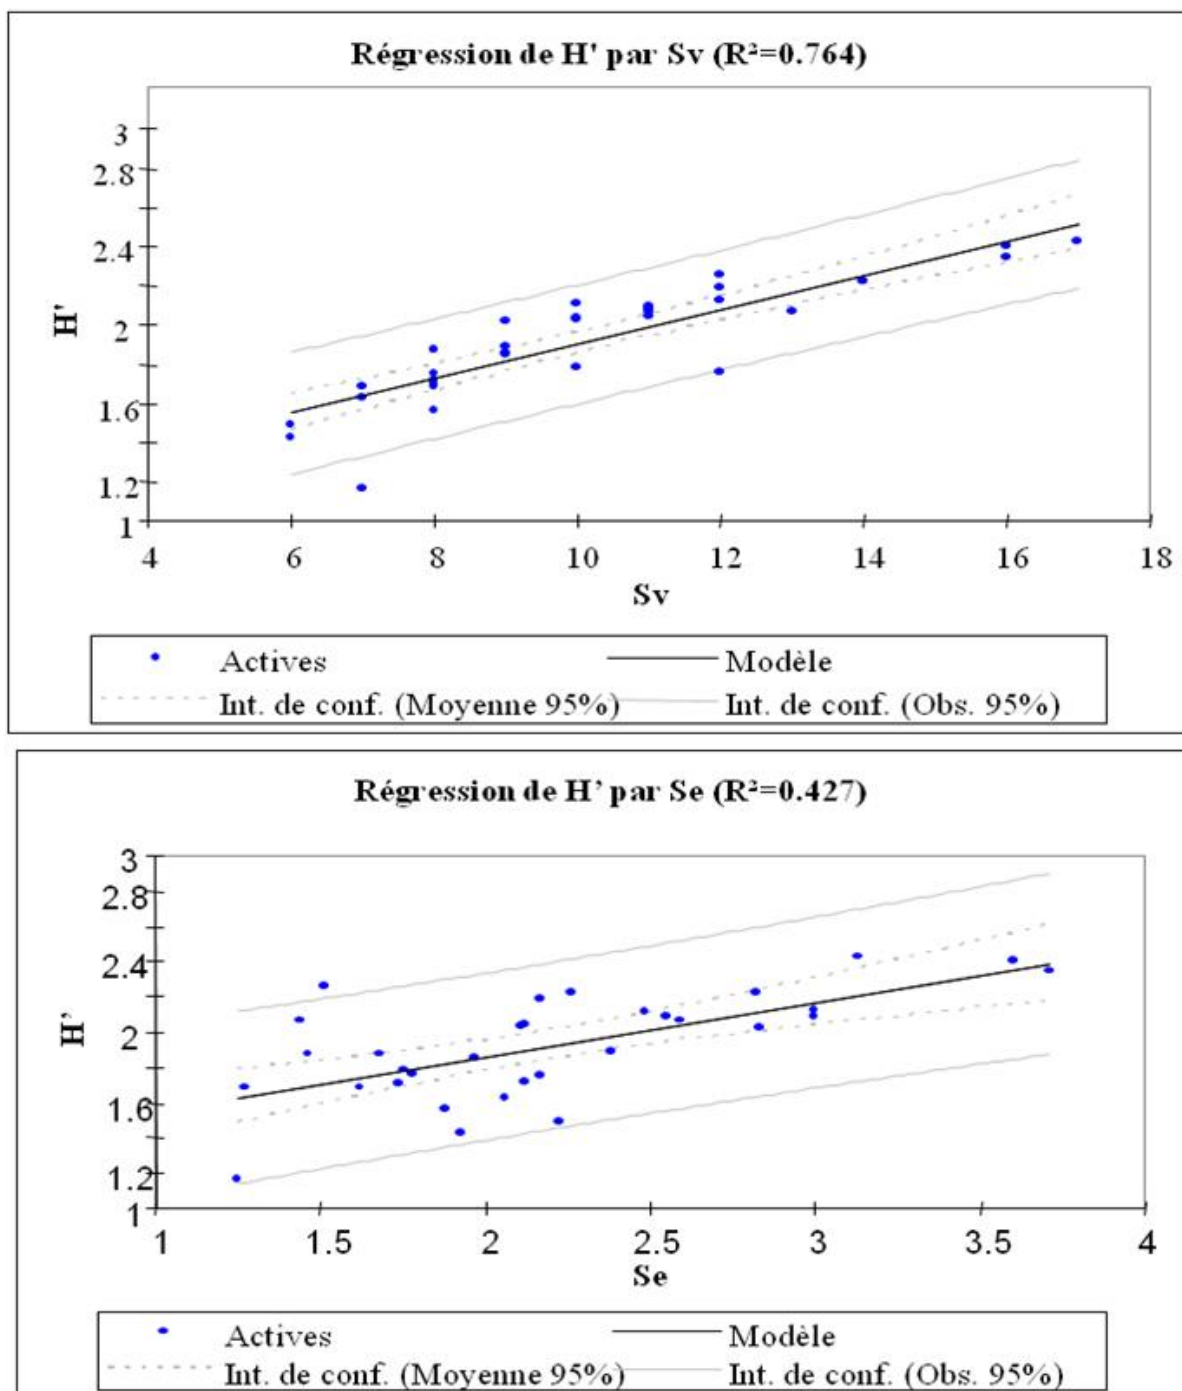 Régression de H' par Sv (R²=0.764)
3
2.8
2.4
2
1.6
1.2
1
H'
4 6 8 10 12 14 16 18
Sv
Actives Modèle
Int. de conf. (Moyenne 95%) Int. de conf. (Obs. 95%)
Régression de H’ par Se (R²=0.427)
3
2.8
2.4
2
1.6
1.2
1
H’
1 1.5 2 2.5 3 3.5 4
Se
Actives Modèle
Int. de conf. (Moyenne 95%) Int. de conf. (Obs. 95%)